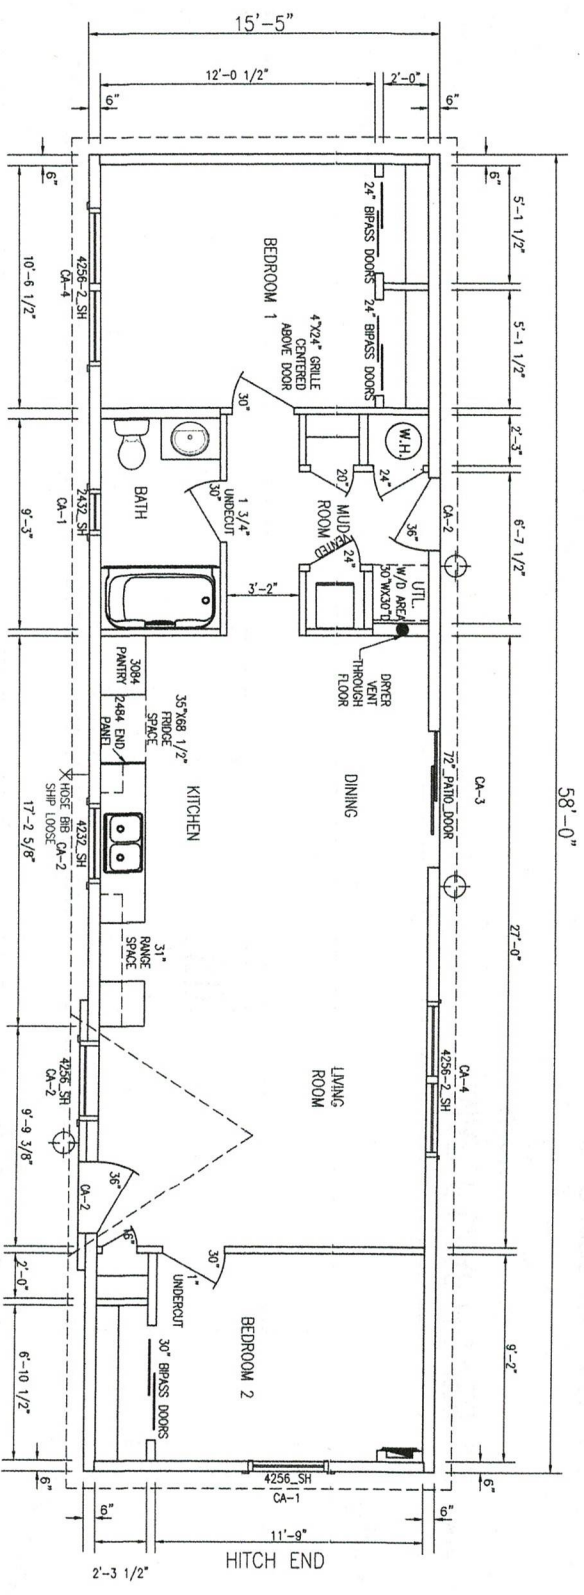 15'-5"
12'-0 1/2"
2'-0"
6"
6"
6"
6"
5'-1 1/2"
5'-1 1/2"
2'-3"
6'-7 1/2"
27'-0"
9'-2"
6"
58'-0"
10'-6 1/2"
9'-3"
17'-2 5/8"
9'-9 3/8"
2'-0"
6'-10 1/2"
6"
24" BIPASS DOORS
24" BIPASS DOORS
BEDROOM 1
4"X24" GRILLE
CENTERED
ABOVE DOOR
4256-2_SH
CA-4
30"
W.H.
20"
24"
CA-2
36"
MUD
ROOM
VENTED
24"
UTL.
W/D AREA
30"WX30"D
1 3/4"
UNDECUT
30"
BATH
2432_SH
CA-1
3'-2"
DRYER
VENT
THROUGH
FLOOR
3084
PANTRY
2484 END
PANEL
35"X68 1/2"
FRIDGE
SPACE
DINING
72"_PATIO_DOOR
CA-3
KITCHEN
HOSE BIB
SHIP LOOSE
4232_SH
CA-2
31"
RANGE
SPACE
LIVING
ROOM
4256-2_SH
CA-4
4256_SH
CA-2
36"
CA-2
16"
30"
1"
UNDERCUT
BEDROOM 2
30" BIPASS DOORS
4256_SH
CA-1
6"
6"
11'-9"
2'-3 1/2"
HITCH END